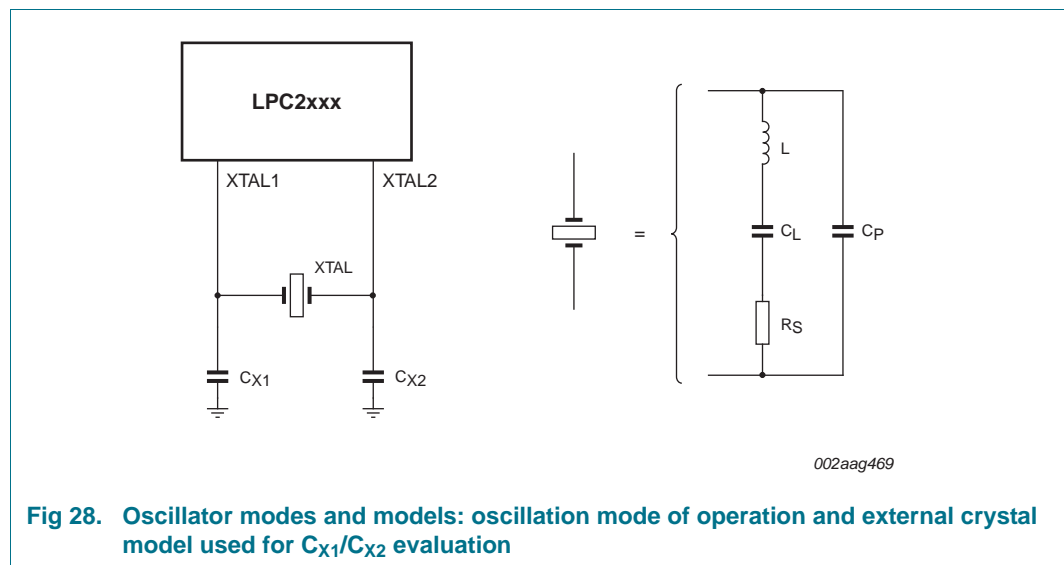 LPC2xxx
XTAL1
XTAL2
XTAL
CX1
CX2
=
L
CL
CP
RS
002aag469
Fig 28. Oscillator modes and models: oscillation mode of operation and external crystal
model used for CX1/CX2 evaluation